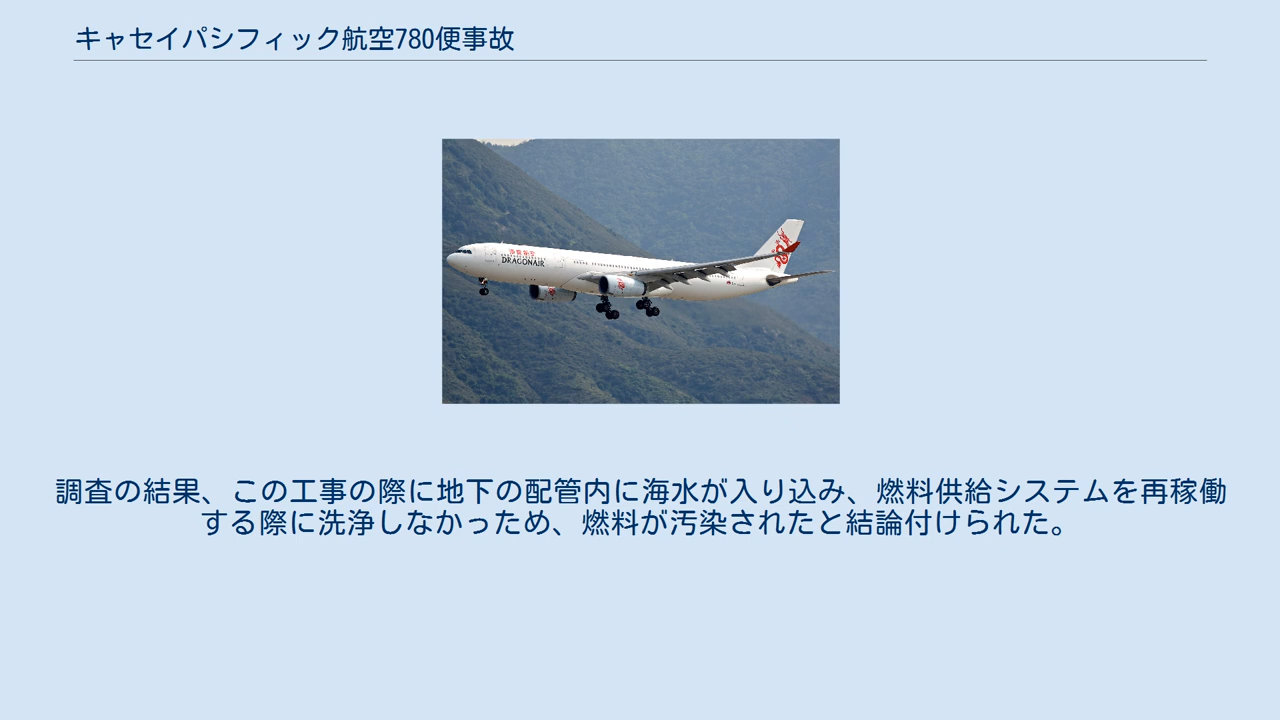 キャセイパシフィック航空780便事故
港龍航空
DRAGONAIR
調査の結果、この工事の際に地下の配管内に海水が入り込み、燃料供給システムを再稼働
する際に洗浄しなかっため、燃料が汚染されたと結論付けられた。